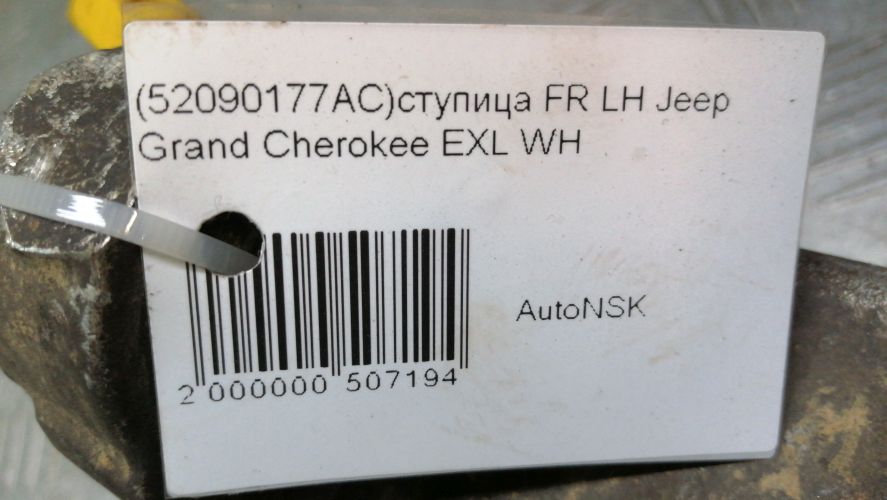 (52090177AC)ступица FR LH Jeep
Grand Cherokee EXL WH
AutoNSK
2 000000 507194